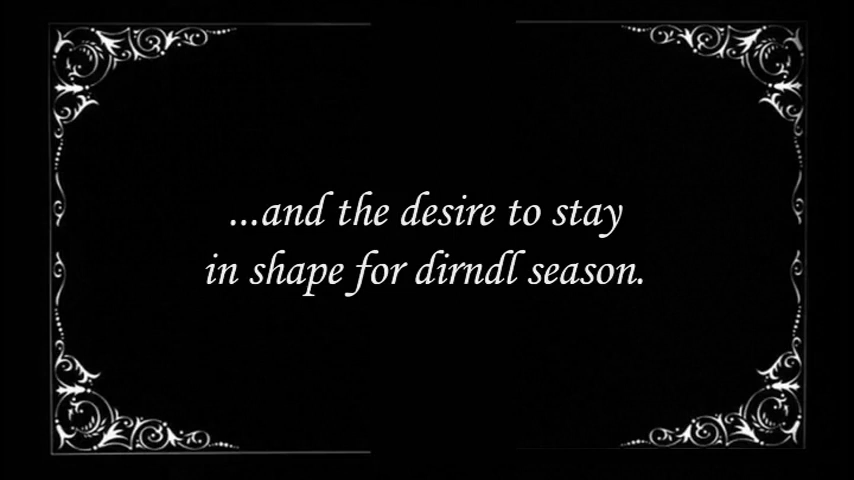 ...and the desire to stay
in shape for dirndl season.